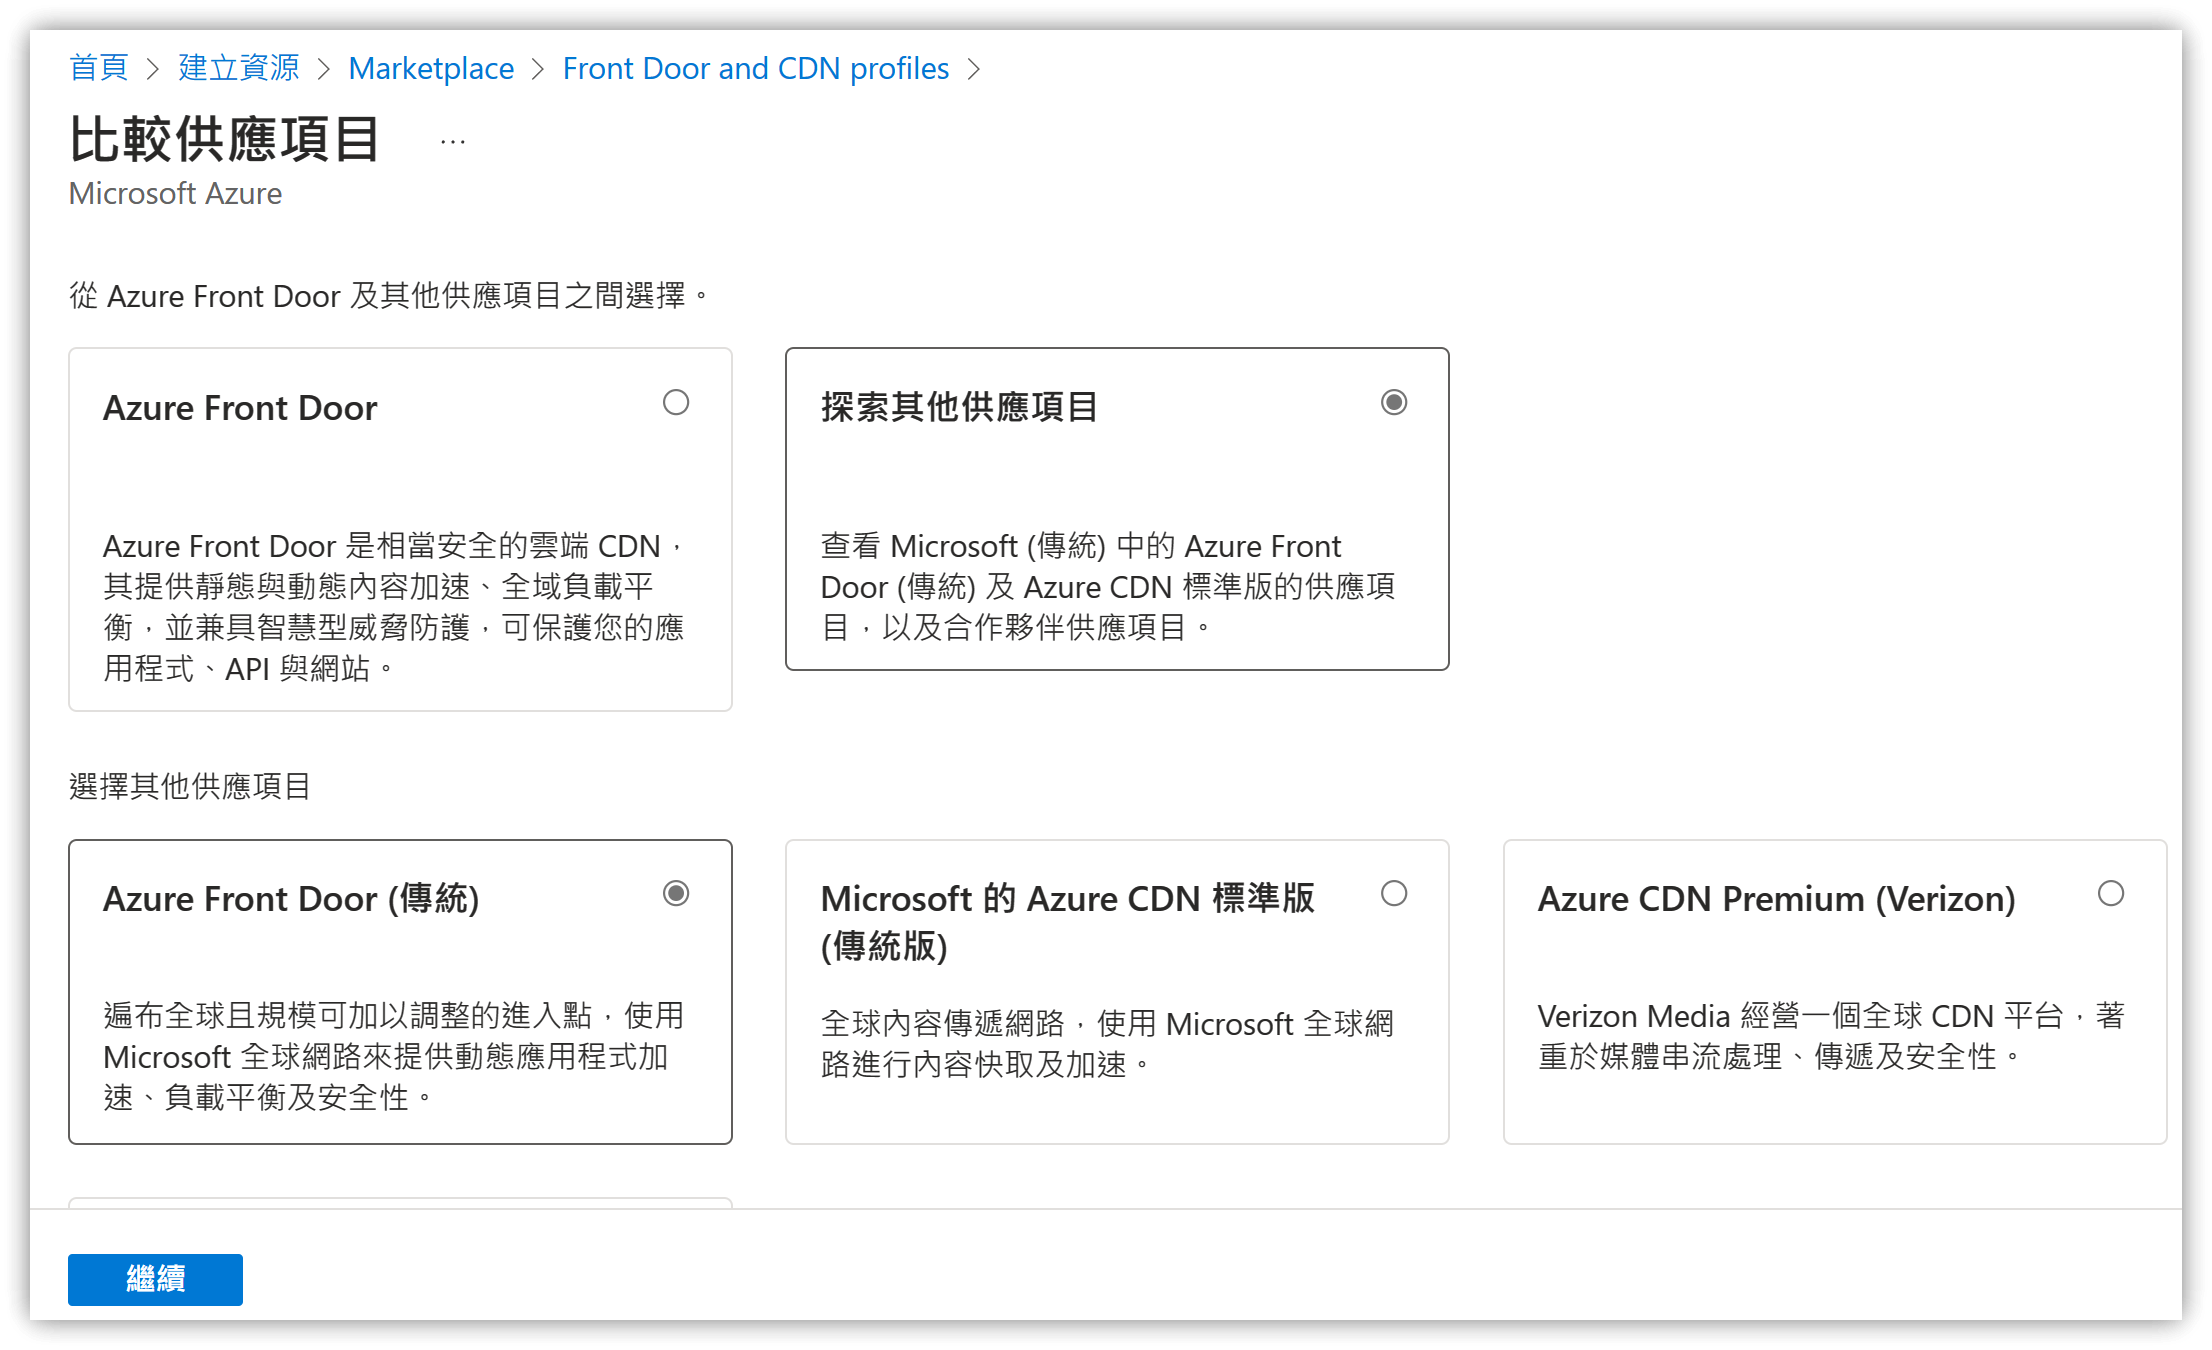 首頁 > 建立資源 > Marketplace > Front Door and CDN profiles >
比較供應項目 …
Microsoft Azure
從 Azure Front Door 及其他供應項目之間選擇。
Azure Front Door
Azure Front Door 是相當安全的雲端 CDN，
其提供靜態與動態內容加速、全域負載平
衡，並兼具智慧型威脅防護，可保護您的應
用程式、API 與網站。
探索其他供應項目
查看 Microsoft (傳統) 中的 Azure Front
Door (傳統) 及 Azure CDN 標準版的供應項
目，以及合作夥伴供應項目。
選擇其他供應項目
Azure Front Door (傳統)
遍布全球且規模可加以調整的進入點，使用
Microsoft 全球網路來提供動態應用程式加
速、負載平衡及安全性。
Microsoft 的 Azure CDN 標準版
(傳統版)
全球內容傳遞網路，使用 Microsoft 全球網
路進行內容快取及加速。
Azure CDN Premium (Verizon)
Verizon Media 經營一個全球 CDN 平台，著
重於媒體串流處理、傳遞及安全性。
繼續